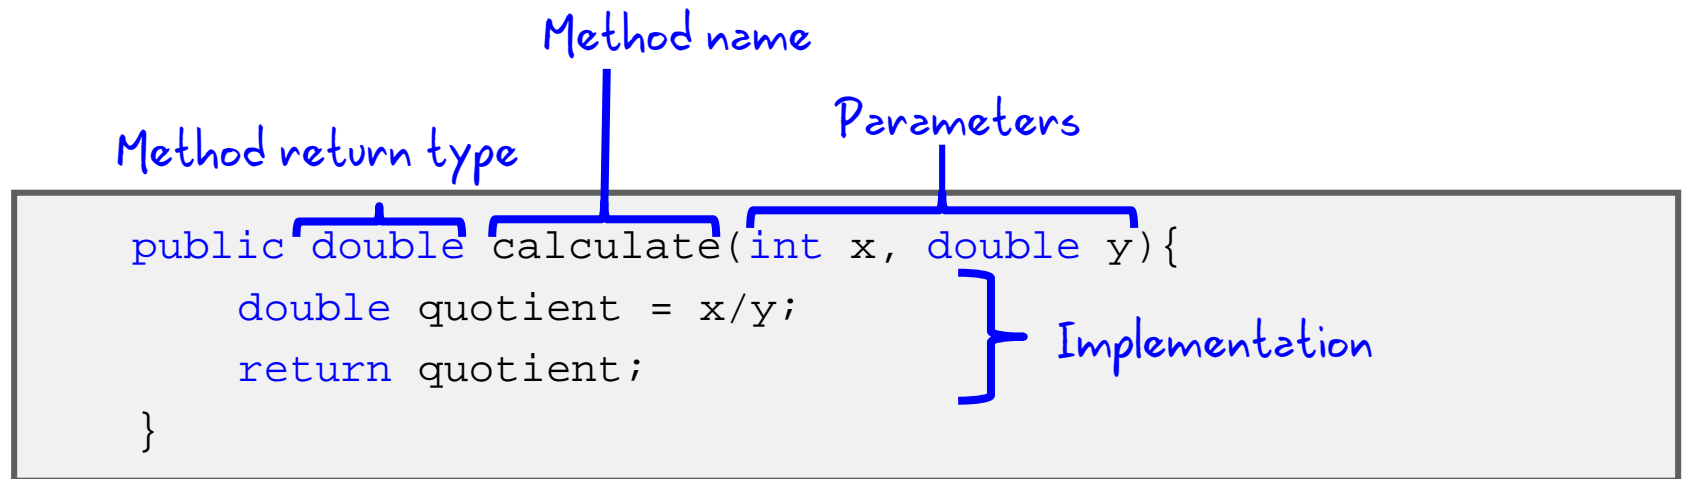 Method name
Parameters
Method return type
public double calculate(int x, double y){
double quotient = x/y;
return quotient;
Implementation
}